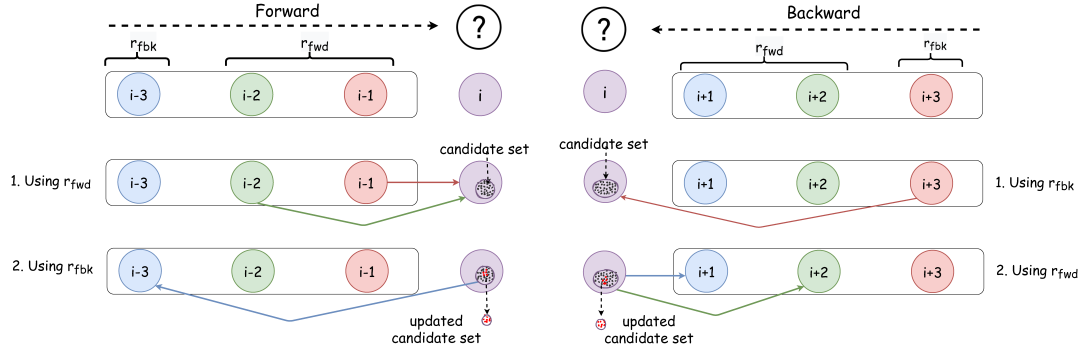 Forward
?
?
Backward
r_fbk
r_fwd
r_fwd
r_fbk
i-3
i-2
i-1
i
i
i+1
i+2
i+3
candidate set
candidate set
1. Using r_fwd
i-3
i-2
i-1
i+1
i+2
i+3
1. Using r_fbk
2. Using r_fbk
i-3
i-2
i-1
i+1
i+2
i+3
2. Using r_fwd
updated
candidate set
updated
candidate set